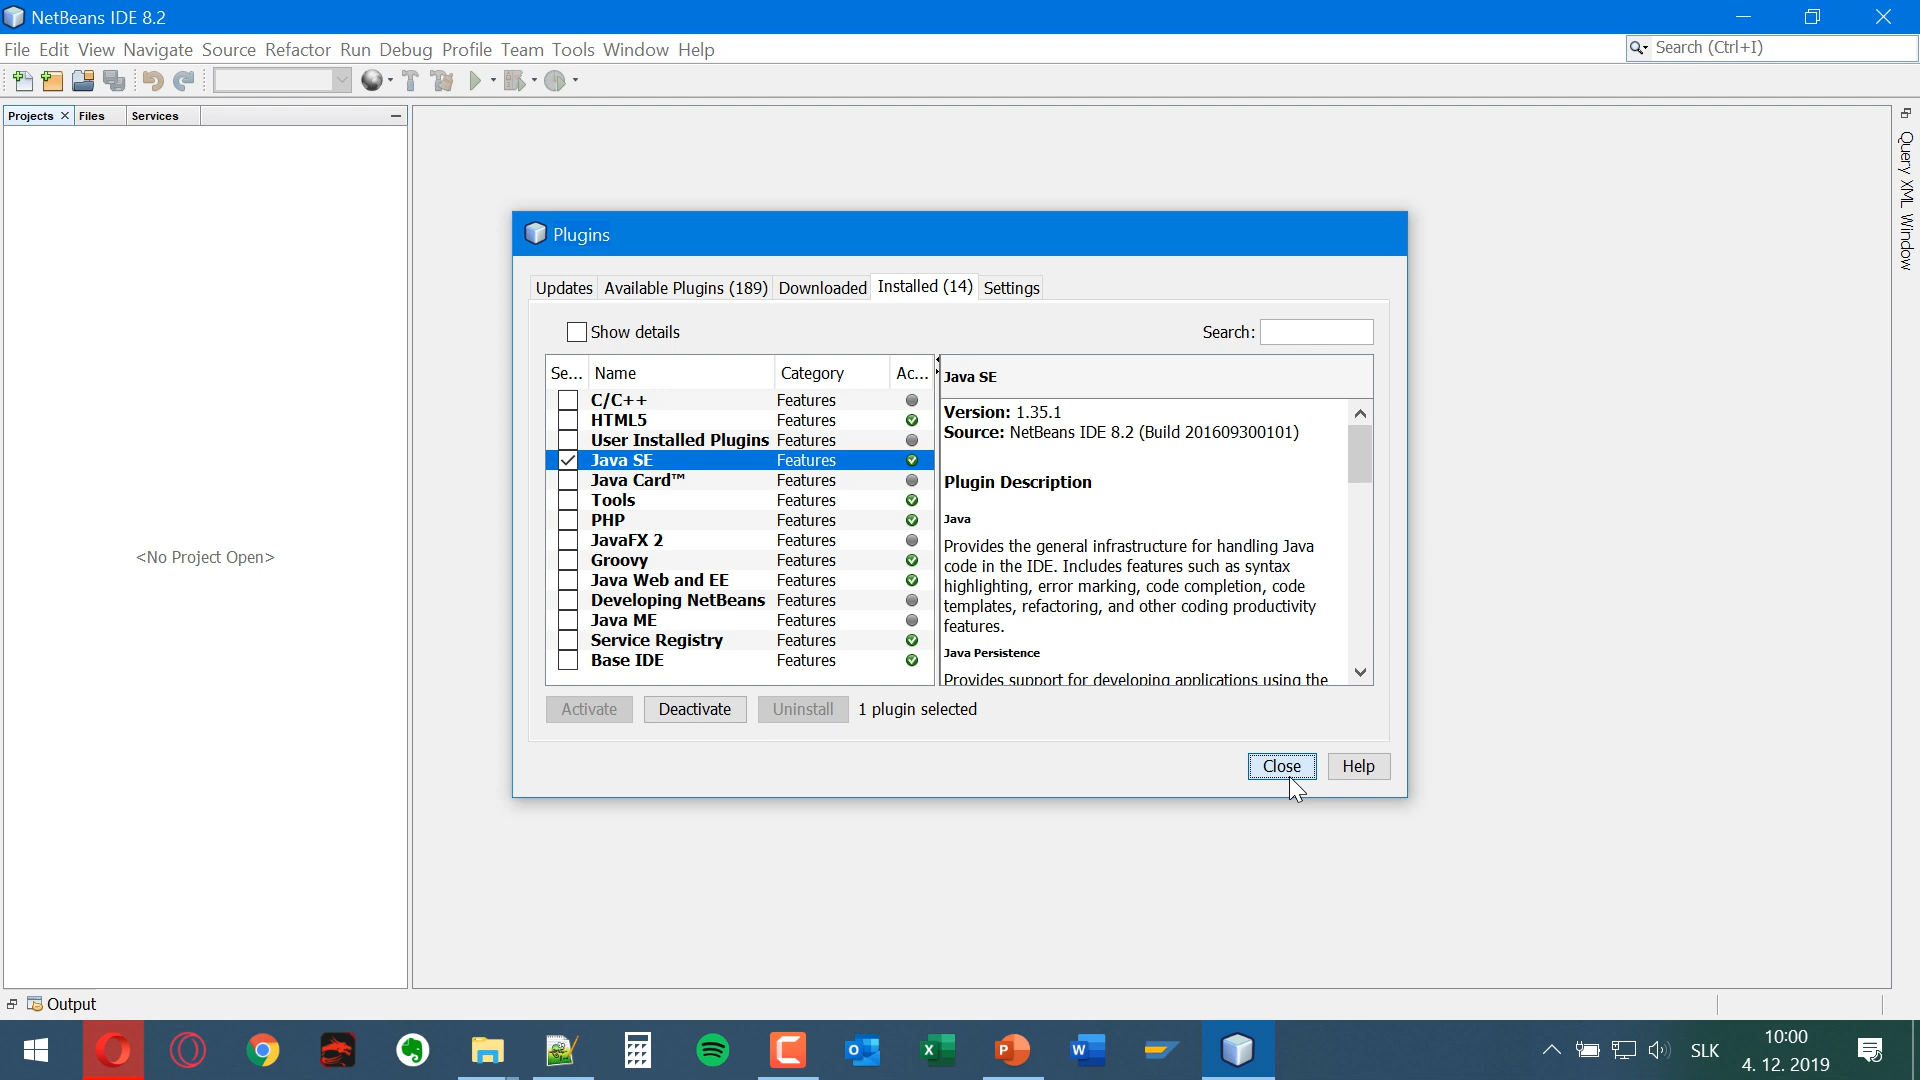 NetBeans IDE 8.2
File Edit View Navigate Source Refactor Run Debug Profile Team Tools Window Help
Search (Ctrl+I)
Projects Files Services
<No Project Open>
Query XML Window
Plugins
Updates Available Plugins (189) Downloaded Installed (14) Settings
Show details Search:
Se... Name Category Ac...
C/C++ Features
HTML5 Features
User Installed Plugins Features
Java SE Features
Java Card™ Features
Tools Features
PHP Features
JavaFX 2 Features
Groovy Features
Java Web and EE Features
Developing NetBeans Features
Java ME Features
Service Registry Features
Base IDE Features
Java SE
Version: 1.35.1
Source: NetBeans IDE 8.2 (Build 201609300101)
Plugin Description
Java
Provides the general infrastructure for handling Java
code in the IDE. Includes features such as syntax
highlighting, error marking, code completion, code
templates, refactoring, and other coding productivity
features.
Java Persistence
Provides support for developing applications using the
Activate Deactivate Uninstall 1 plugin selected
Close Help
Output
SLK
10:00
4. 12. 2019